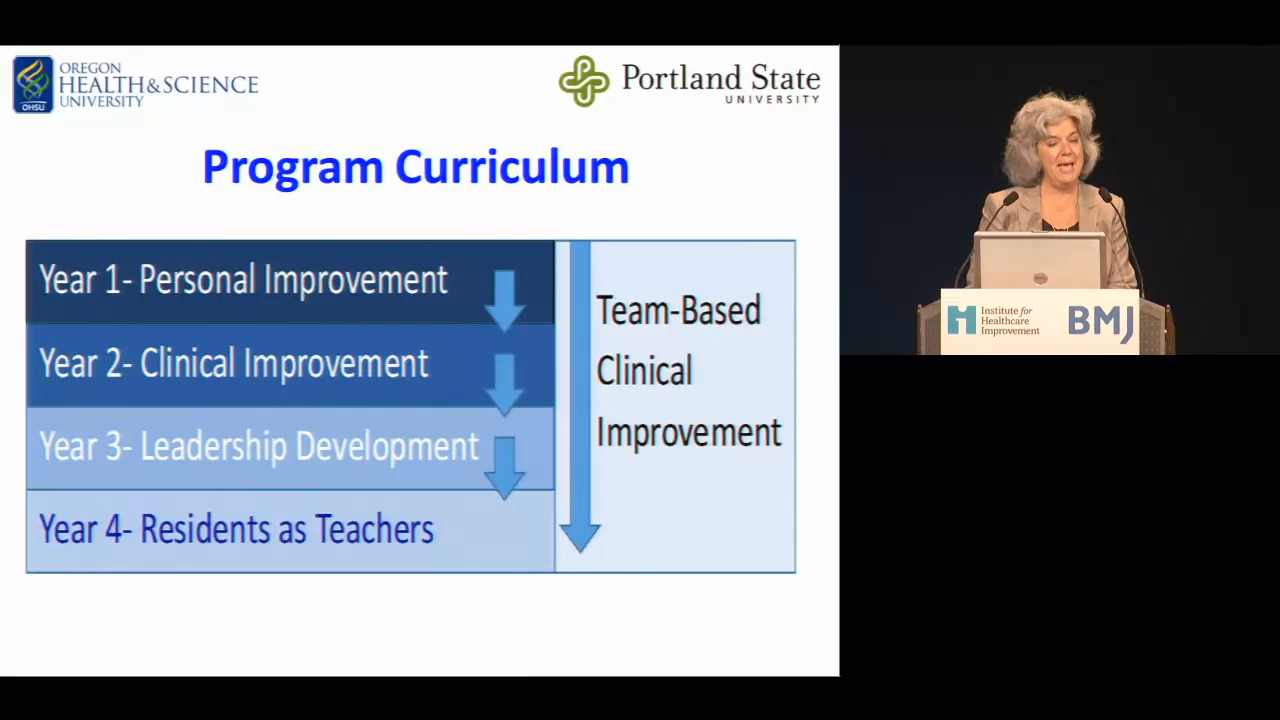 OREGON
HEALTH & SCIENCE
UNIVERSITY
OHSU
Portland State
UNIVERSITY
Program Curriculum
Year 1- Personal Improvement
Year 2- Clinical Improvement
Year 3- Leadership Development
Year 4- Residents as Teachers
Team-Based
Clinical
Improvement
Institute for
Healthcare
Improvement
BMJ